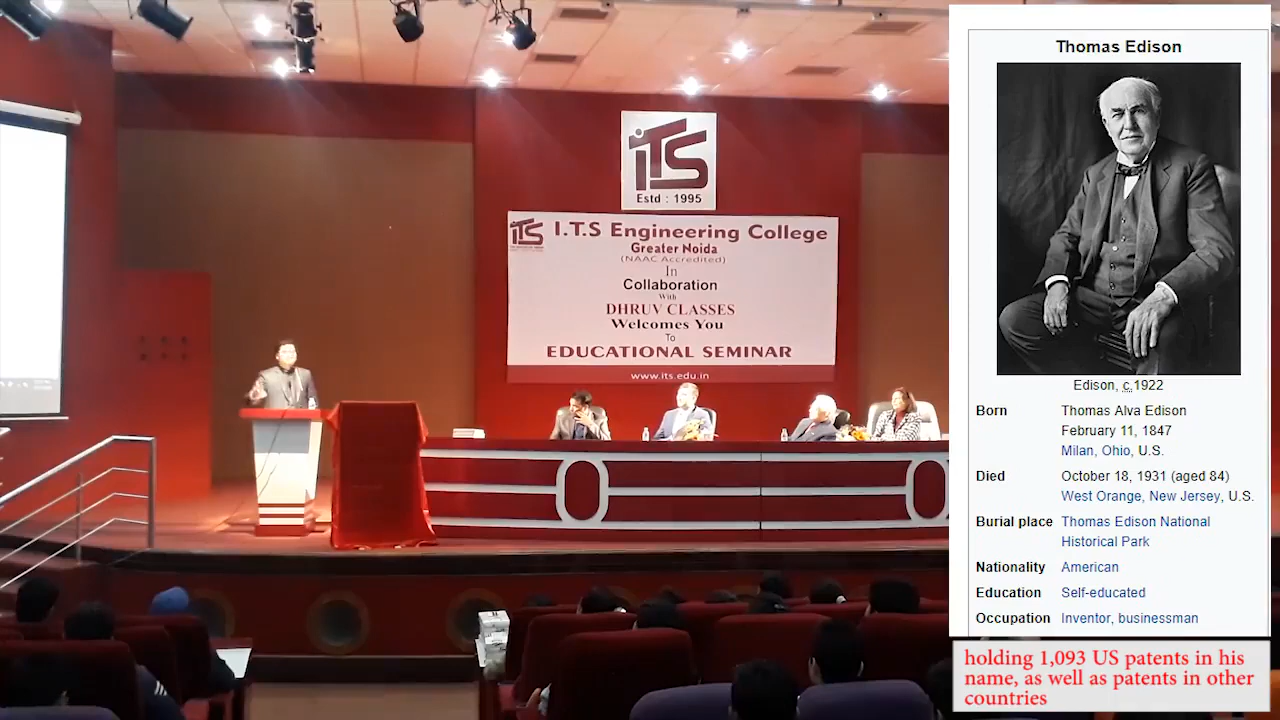 iTS
Estd : 1995
iTS
I.T.S Engineering College
Greater Noida
(NAAC Accredited)
In
Collaboration
With
DHRUV CLASSES
Welcomes You
To
EDUCATIONAL SEMINAR
www.its.edu.in
Thomas Edison
Edison, c.1922
Born Thomas Alva Edison
February 11, 1847
Milan, Ohio, U.S.
Died October 18, 1931 (aged 84)
West Orange, New Jersey, U.S.
Burial place Thomas Edison National
Historical Park
Nationality American
Education Self-educated
Occupation Inventor, businessman
holding 1,093 US patents in his
name, as well as patents in other
countries